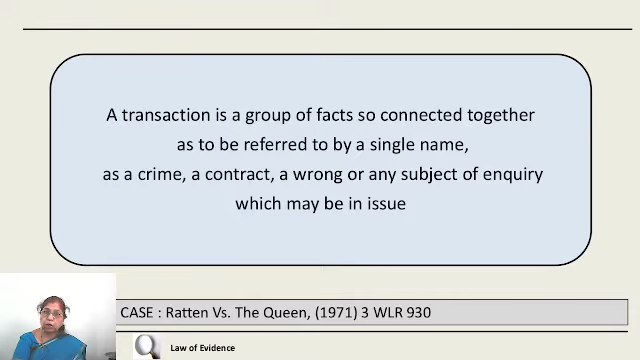 A transaction is a group of facts so connected together
as to be referred to by a single name,
as a crime, a contract, a wrong or any subject of enquiry
which may be in issue
CASE : Ratten Vs. The Queen, (1971) 3 WLR 930
Law of Evidence